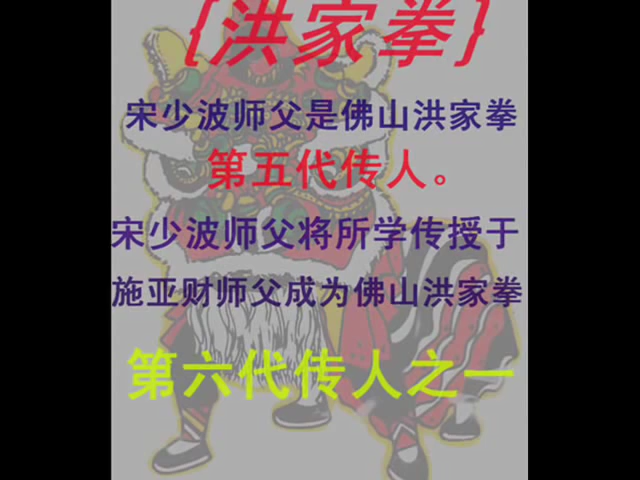 {洪家拳}
宋少波师父是佛山洪家拳
第五代传人。
宋少波师父将所学传授于
施亚财师父成为佛山洪家拳
第六代传人之一